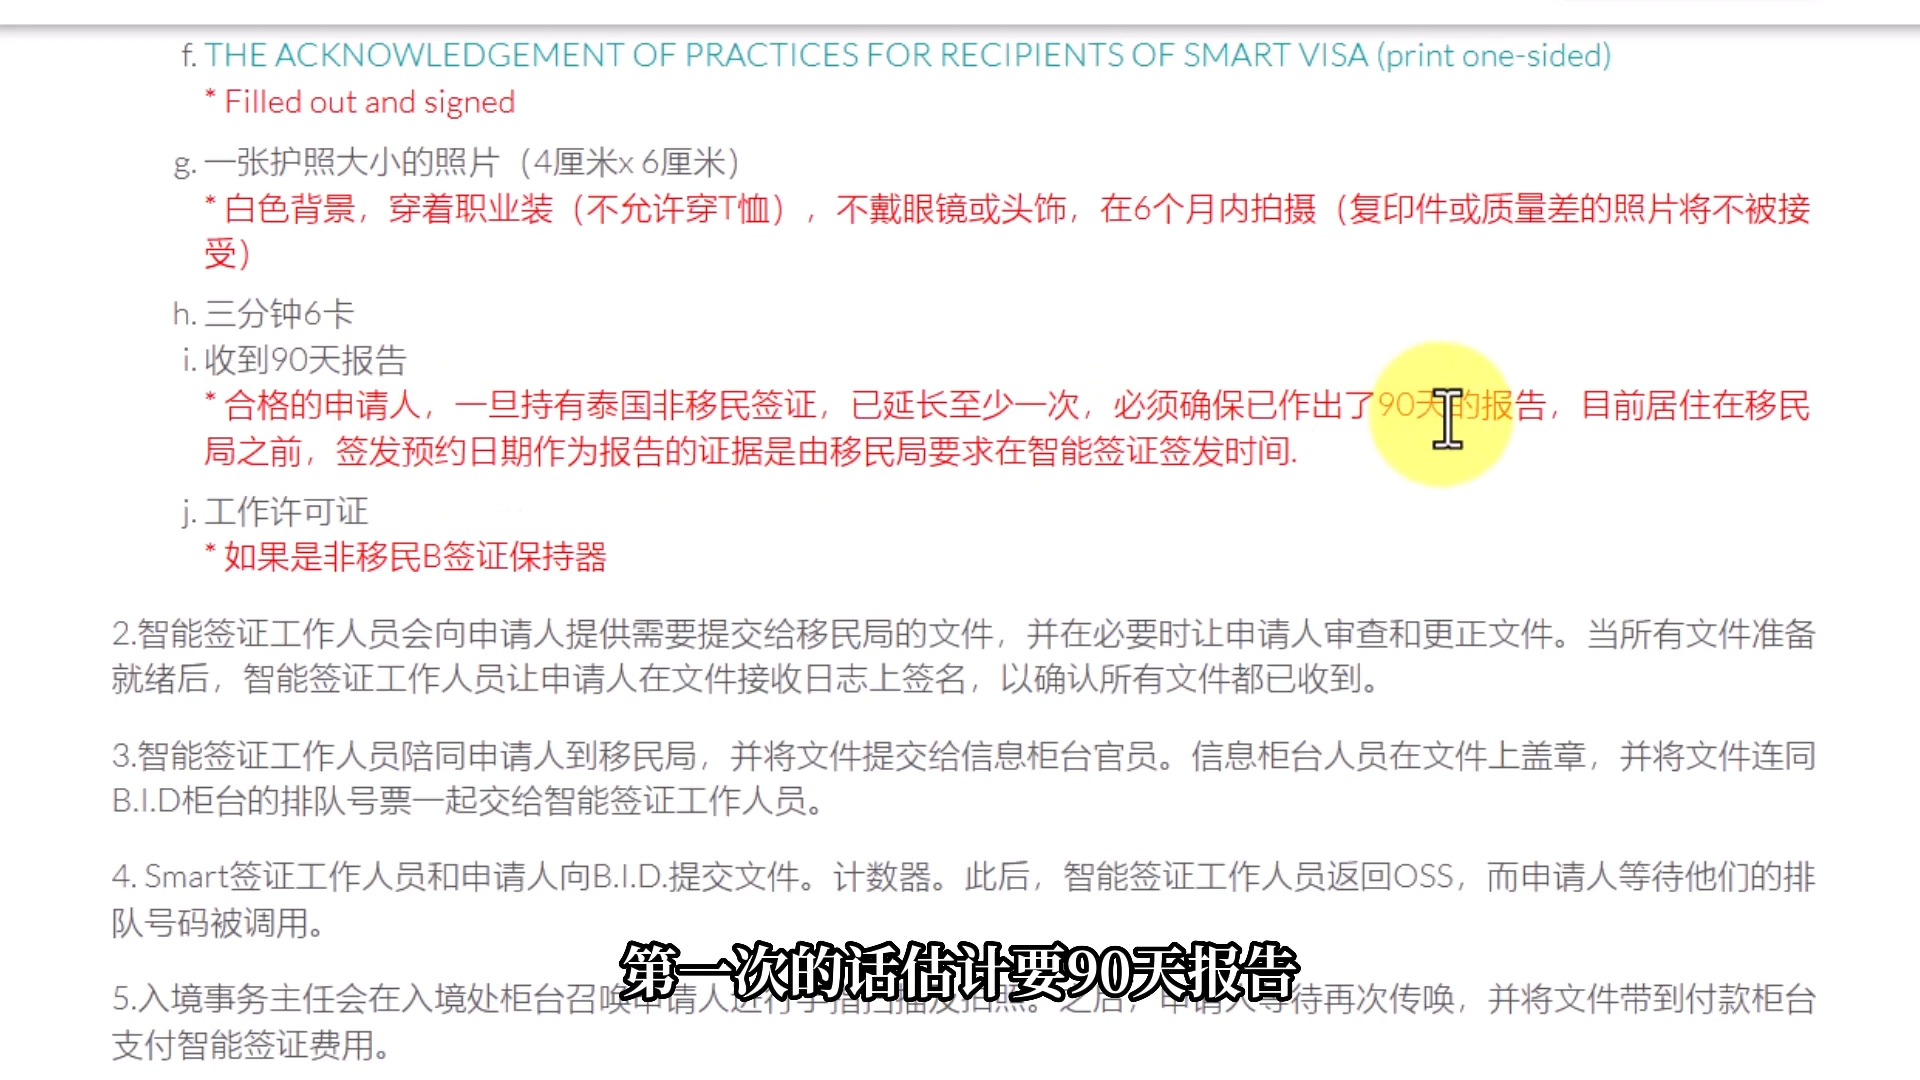 f. THE ACKNOWLEDGEMENT OF PRACTICES FOR RECIPIENTS OF SMART VISA (print one-sided)
* Filled out and signed
g. 一张护照大小的照片（4厘米x 6厘米）
* 白色背景，穿着职业装（不允许穿T恤），不戴眼镜或头饰，在6个月内拍摄（复印件或质量差的照片将不被接
受）
h. 三分钟6卡
i. 收到90天报告
* 合格的申请人，一旦持有泰国非移民签证，已延长至少一次，必须确保已作出了90天的报告，目前居住在移民
局之前，签发预约日期作为报告的证据是由移民局要求在智能签证签发时间.
j. 工作许可证
* 如果是非移民B签证保持器
2.智能签证工作人员会向申请人提供需要提交给移民局的文件，并在必要时让申请人审查和更正文件。当所有文件准备
就绪后，智能签证工作人员让申请人在文件接收日志上签名，以确认所有文件都已收到。
3.智能签证工作人员陪同申请人到移民局，并将文件提交给信息柜台官员。信息柜台人员在文件上盖章，并将文件连同
B.I.D柜台的排队号票一起交给智能签证工作人员。
4. Smart签证工作人员和申请人向B.I.D.提交文件。计数器。此后，智能签证工作人员返回OSS，而申请人等待他们的排
队号码被调用。
第一次的话估计要90天报告
5.入境事务主任会在入境处柜台召唤申请人进行手指扫描及拍照。之后，申请人等待再次传唤，并将文件带到付款柜台
支付智能签证费用。